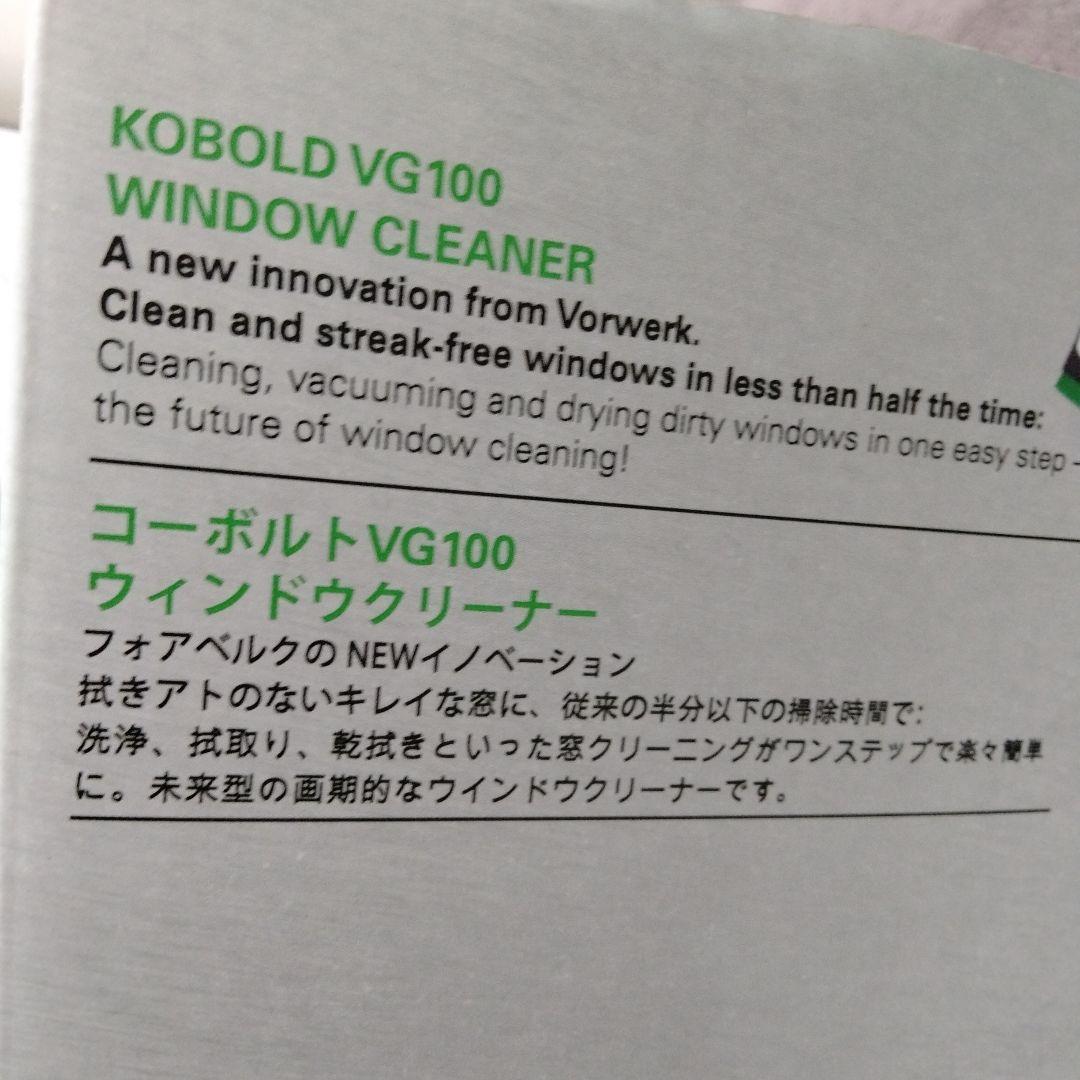 KOBOLD VG100
WINDOW CLEANER
A new innovation from Vorwerk.
Clean and streak-free windows in less than half the time:
Cleaning, vacuuming and drying dirty windows in one easy step –
the future of window cleaning!
コーボルトVG100
ウィンドウクリーナー
フォアベルクのNEWイノベーション
拭きアトのないキレイな窓に、従来の半分以下の掃除時間で:
洗浄、拭取り、乾拭きといった窓クリーニングがワンステップで楽々簡単
に。未来型の画期的なウインドウクリーナーです。